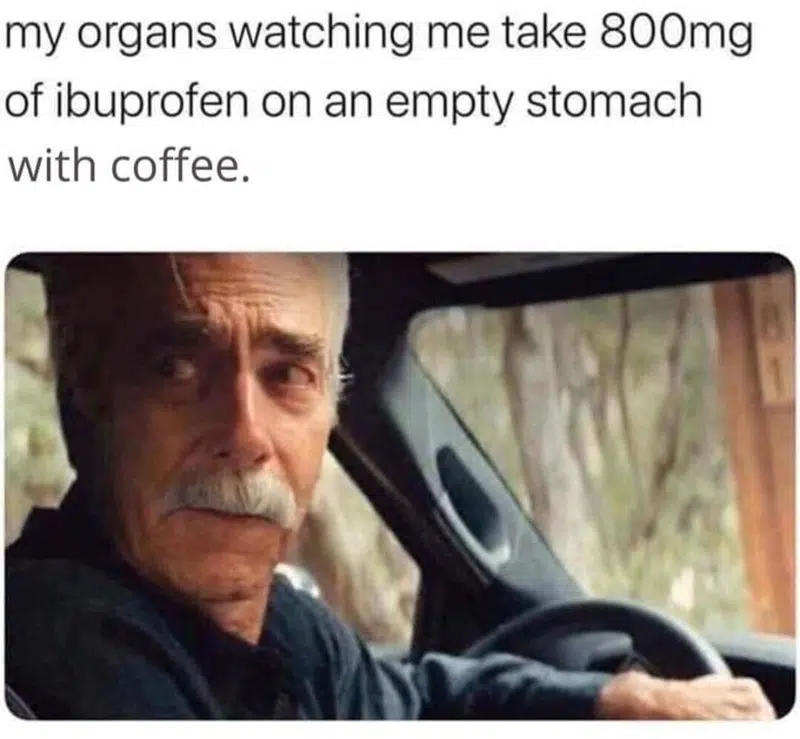 my organs watching me take 800mg
of ibuprofen on an empty stomach
with coffee.